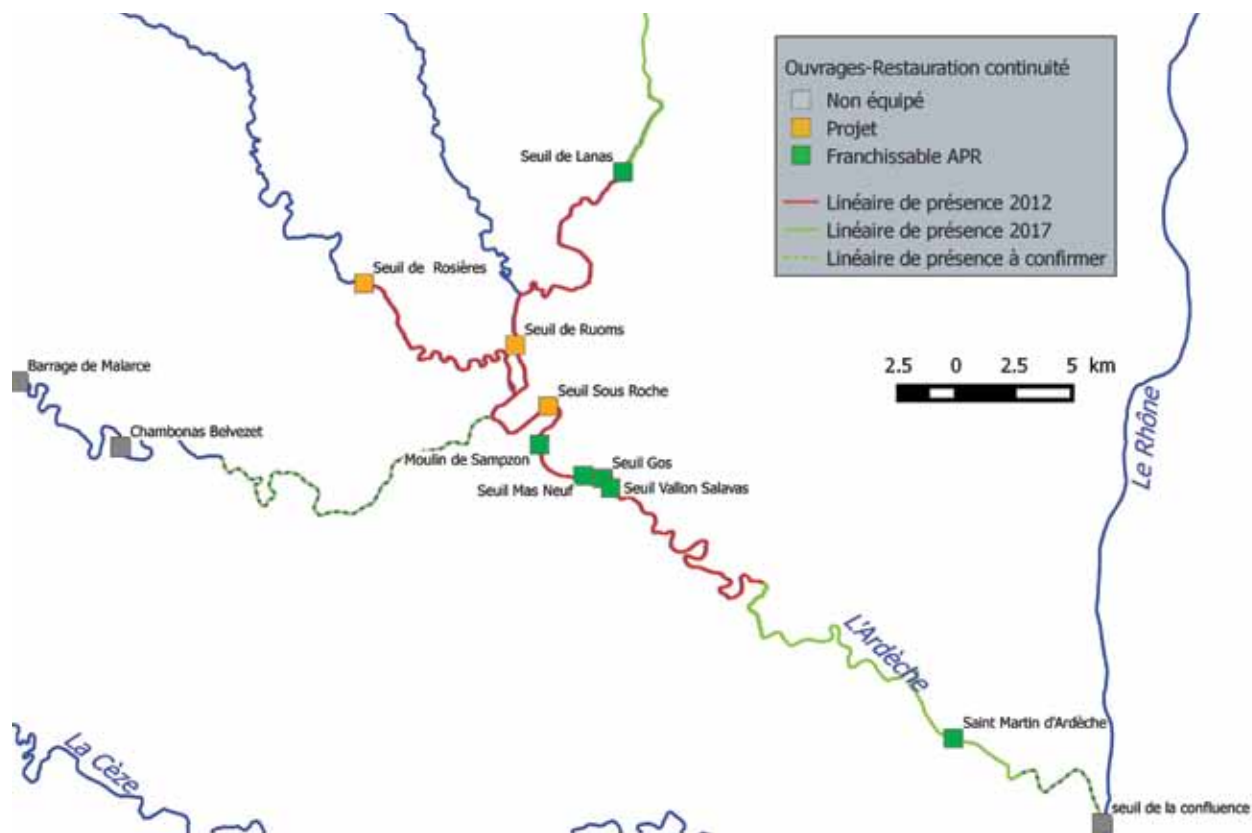 Ouvrages-Restauration continuité
Non équipé
Projet
Franchissable APR
Linéaire de présence 2012
Linéaire de présence 2017
Linéaire de présence à confirmer
Seuil de Lanas
Seuil de Rosières
Seuil de Ruoms
Barrage de Malarce
2.5 0 2.5 5 km
Seuil Sous Roche
Le Rhône
Chambonas Belvezet
Moulin de Sampzon
Seuil Gos
Seuil Mas Neuf
Seuil Vallon Salavas
L'Ardèche
Saint Martin d'Ardèche
La Cèze
seuil de la confluence